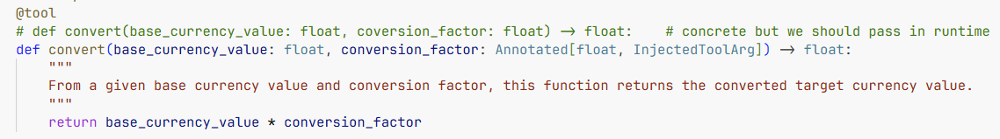 @tool
# def convert(base_currency_value: float, coversion_factor: float) -> float:    # concrete but we should pass in runtime
def convert(base_currency_value: float, conversion_factor: Annotated[float, InjectedToolArg]) -> float:
    """
    From a given base currency value and conversion factor, this function returns the converted target currency value.
    """
    return base_currency_value * conversion_factor